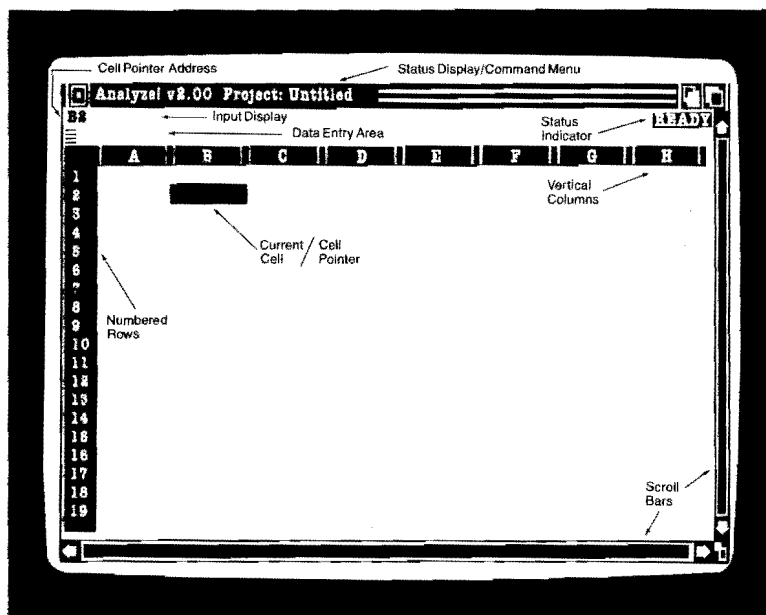 Cell Pointer Address
Status Display/Command Menu
Analyze! v2.00 Project: Untitled
B2
Input Display
Status Indicator
READY
Data Entry Area
A B C D E F G H
1
2
3
4
5
6
7
8
9
10
11
12
13
14
15
16
17
18
19
Vertical
Columns
Current / Cell
Cell Pointer
Numbered
Rows
Scroll
Bars